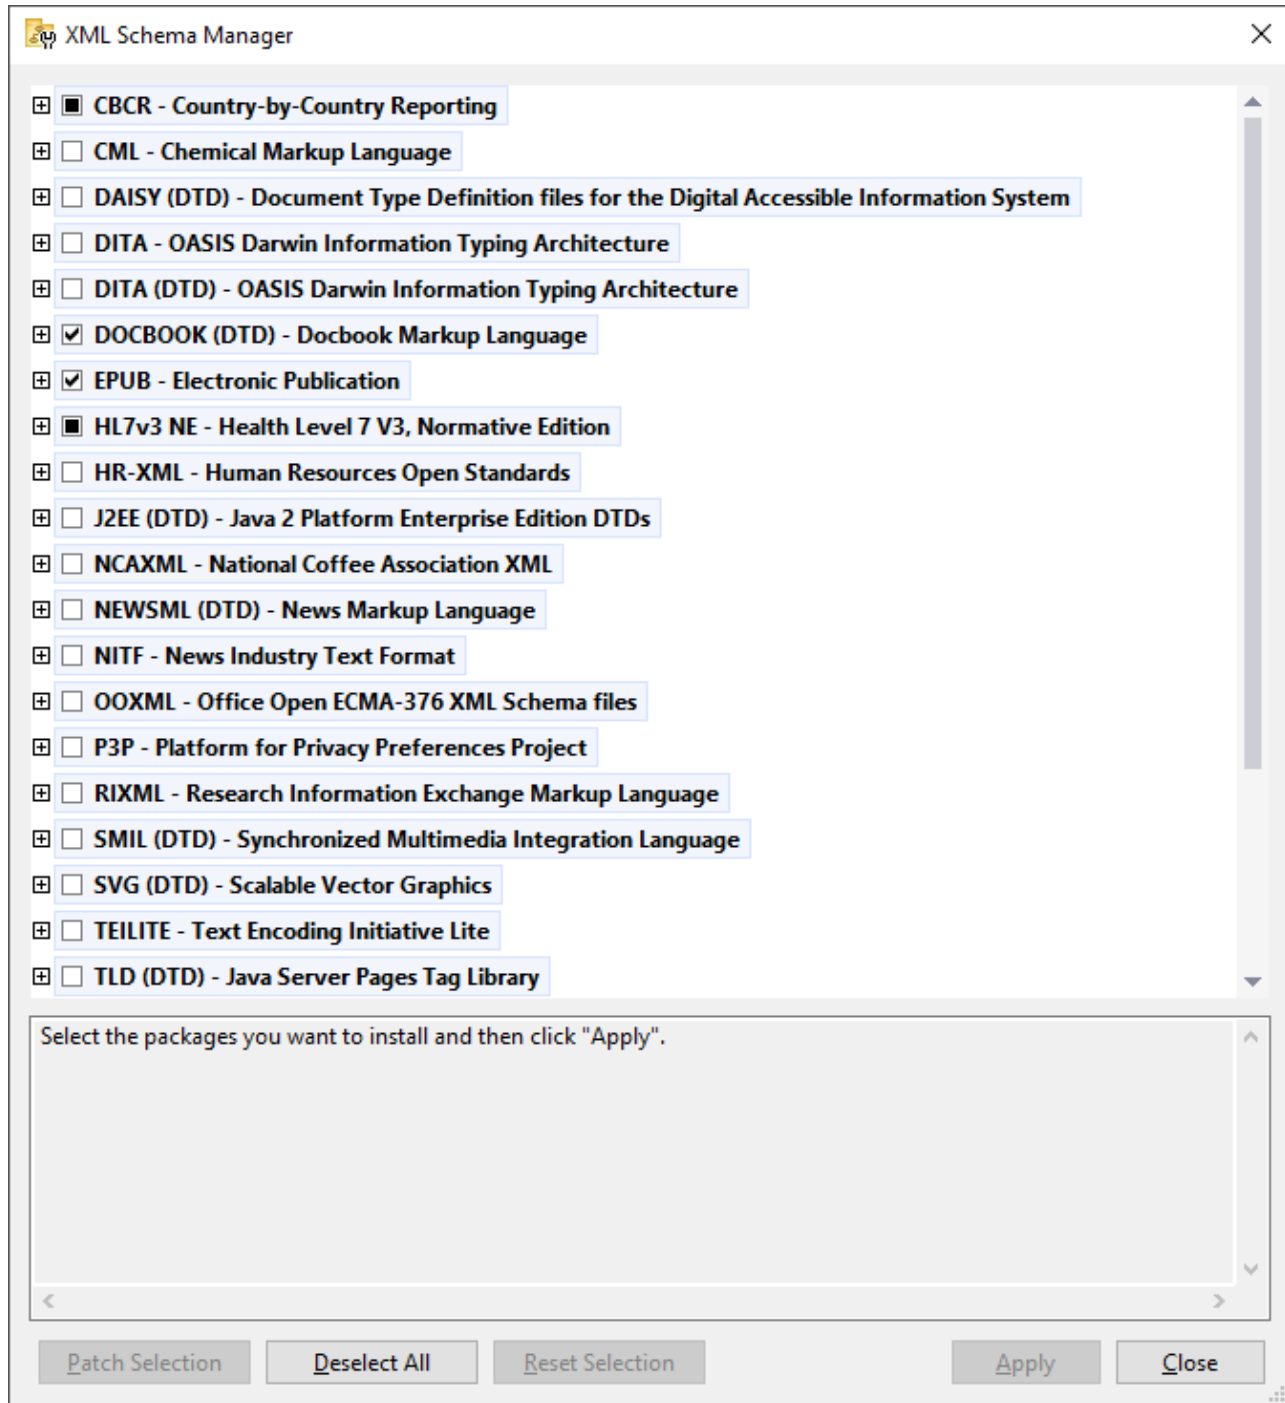 XML Schema Manager
CBCR - Country-by-Country Reporting
CML - Chemical Markup Language
DAISY (DTD) - Document Type Definition files for the Digital Accessible Information System
DITA - OASIS Darwin Information Typing Architecture
DITA (DTD) - OASIS Darwin Information Typing Architecture
DOCBOOK (DTD) - Docbook Markup Language
EPUB - Electronic Publication
HL7v3 NE - Health Level 7 V3, Normative Edition
HR-XML - Human Resources Open Standards
J2EE (DTD) - Java 2 Platform Enterprise Edition DTDs
NCAXML - National Coffee Association XML
NEWSML (DTD) - News Markup Language
NITF - News Industry Text Format
OOXML - Office Open ECMA-376 XML Schema files
P3P - Platform for Privacy Preferences Project
RIXML - Research Information Exchange Markup Language
SMIL (DTD) - Synchronized Multimedia Integration Language
SVG (DTD) - Scalable Vector Graphics
TEILITE - Text Encoding Initiative Lite
TLD (DTD) - Java Server Pages Tag Library
Select the packages you want to install and then click "Apply".
Patch Selection Deselect All Reset Selection Apply Close